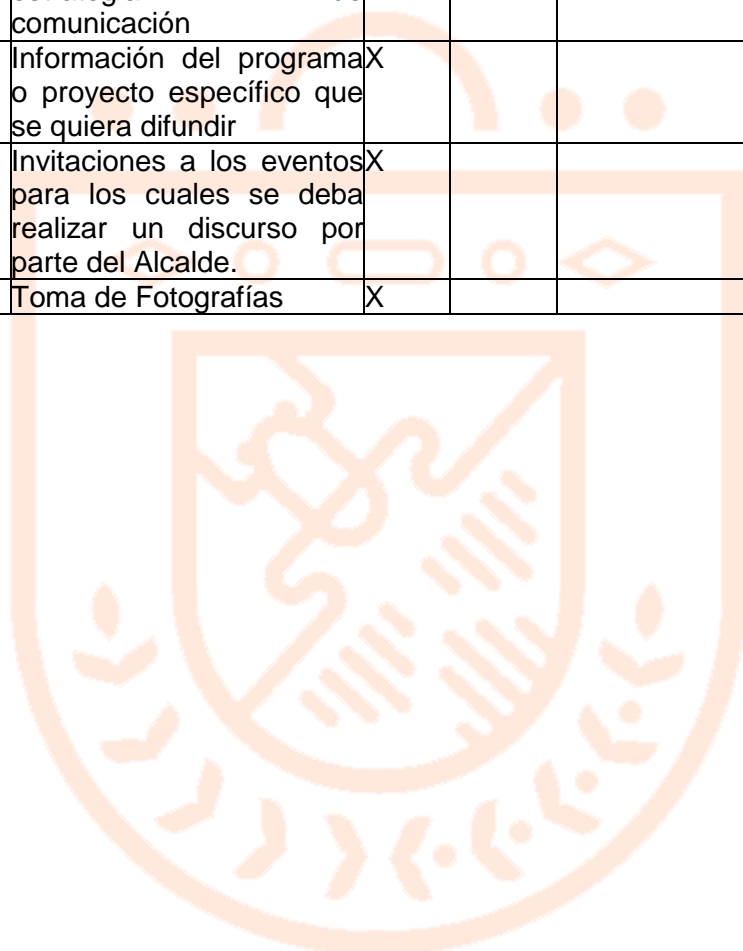 comunicación
Información del programa X
o proyecto específico que
se quiera difundir
Invitaciones a los eventos X
para los cuales se deba
realizar un discurso por
parte del Alcalde.
Toma de Fotografías X